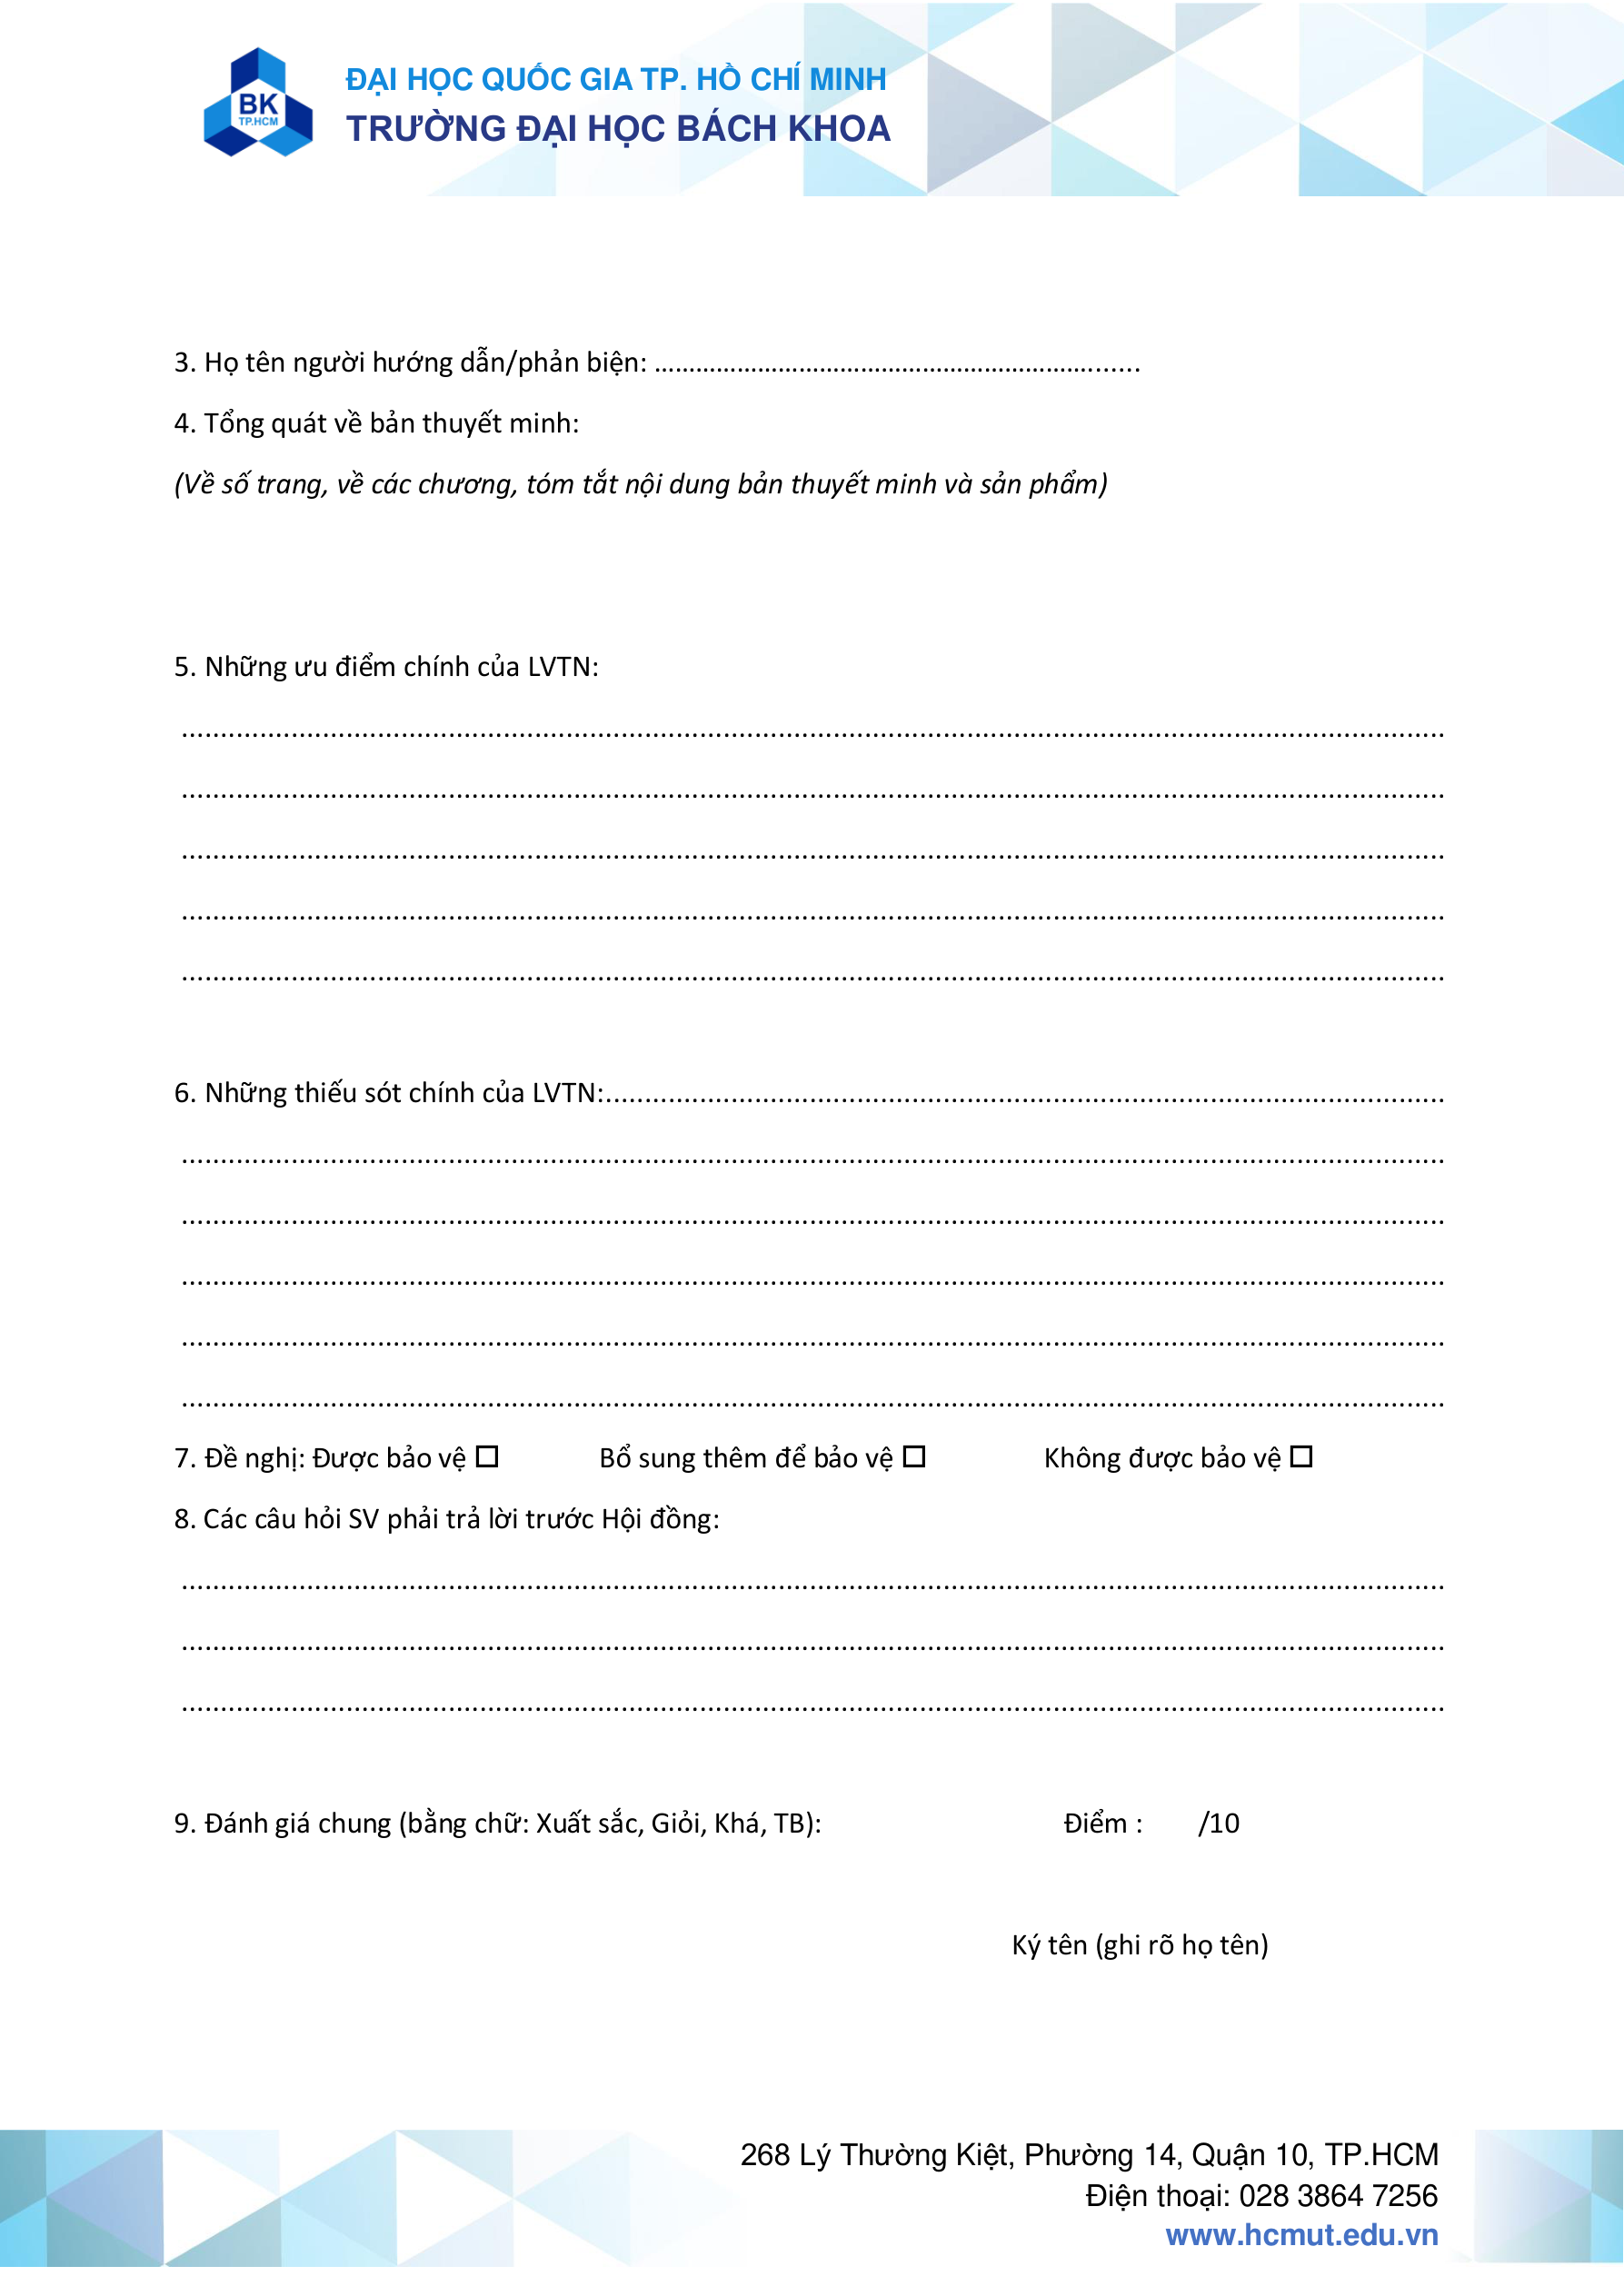 BK
TP.HCM
ĐẠI HỌC QUỐC GIA TP. HỒ CHÍ MINH
TRƯỜNG ĐẠI HỌC BÁCH KHOA
3. Họ tên người hướng dẫn/phản biện: ........................................................................
4. Tổng quát về bản thuyết minh:
(Về số trang, về các chương, tóm tắt nội dung bản thuyết minh và sản phẩm)
5. Những ưu điểm chính của LVTN:
................................................................................................................................................................
................................................................................................................................................................
................................................................................................................................................................
................................................................................................................................................................
................................................................................................................................................................
6. Những thiếu sót chính của LVTN:..........................................................................................................
................................................................................................................................................................
................................................................................................................................................................
................................................................................................................................................................
................................................................................................................................................................
................................................................................................................................................................
7. Đề nghị: Được bảo vệ □ Bổ sung thêm để bảo vệ □ Không được bảo vệ □
8. Các câu hỏi SV phải trả lời trước Hội đồng:
................................................................................................................................................................
................................................................................................................................................................
................................................................................................................................................................
9. Đánh giá chung (bằng chữ: Xuất sắc, Giỏi, Khá, TB): Điểm : /10
Ký tên (ghi rõ họ tên)
268 Lý Thường Kiệt, Phường 14, Quận 10, TP.HCM
Điện thoại: 028 3864 7256
www.hcmut.edu.vn